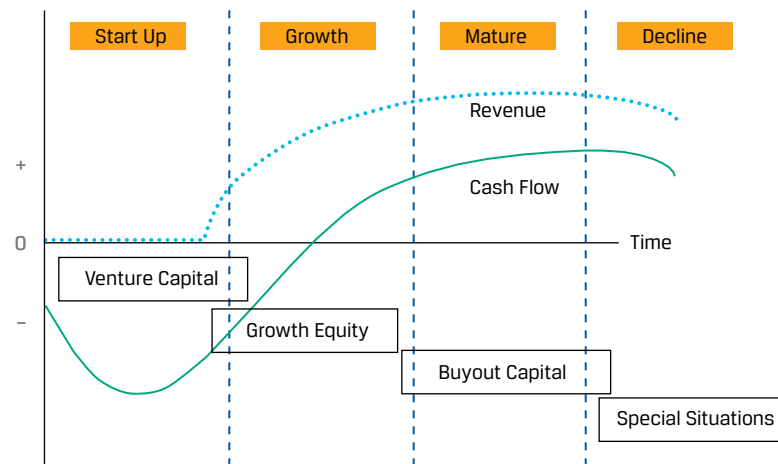 Start Up
Growth
Mature
Decline
Revenue
+
Cash Flow
0
Time
Venture Capital
–
Growth Equity
Buyout Capital
Special Situations